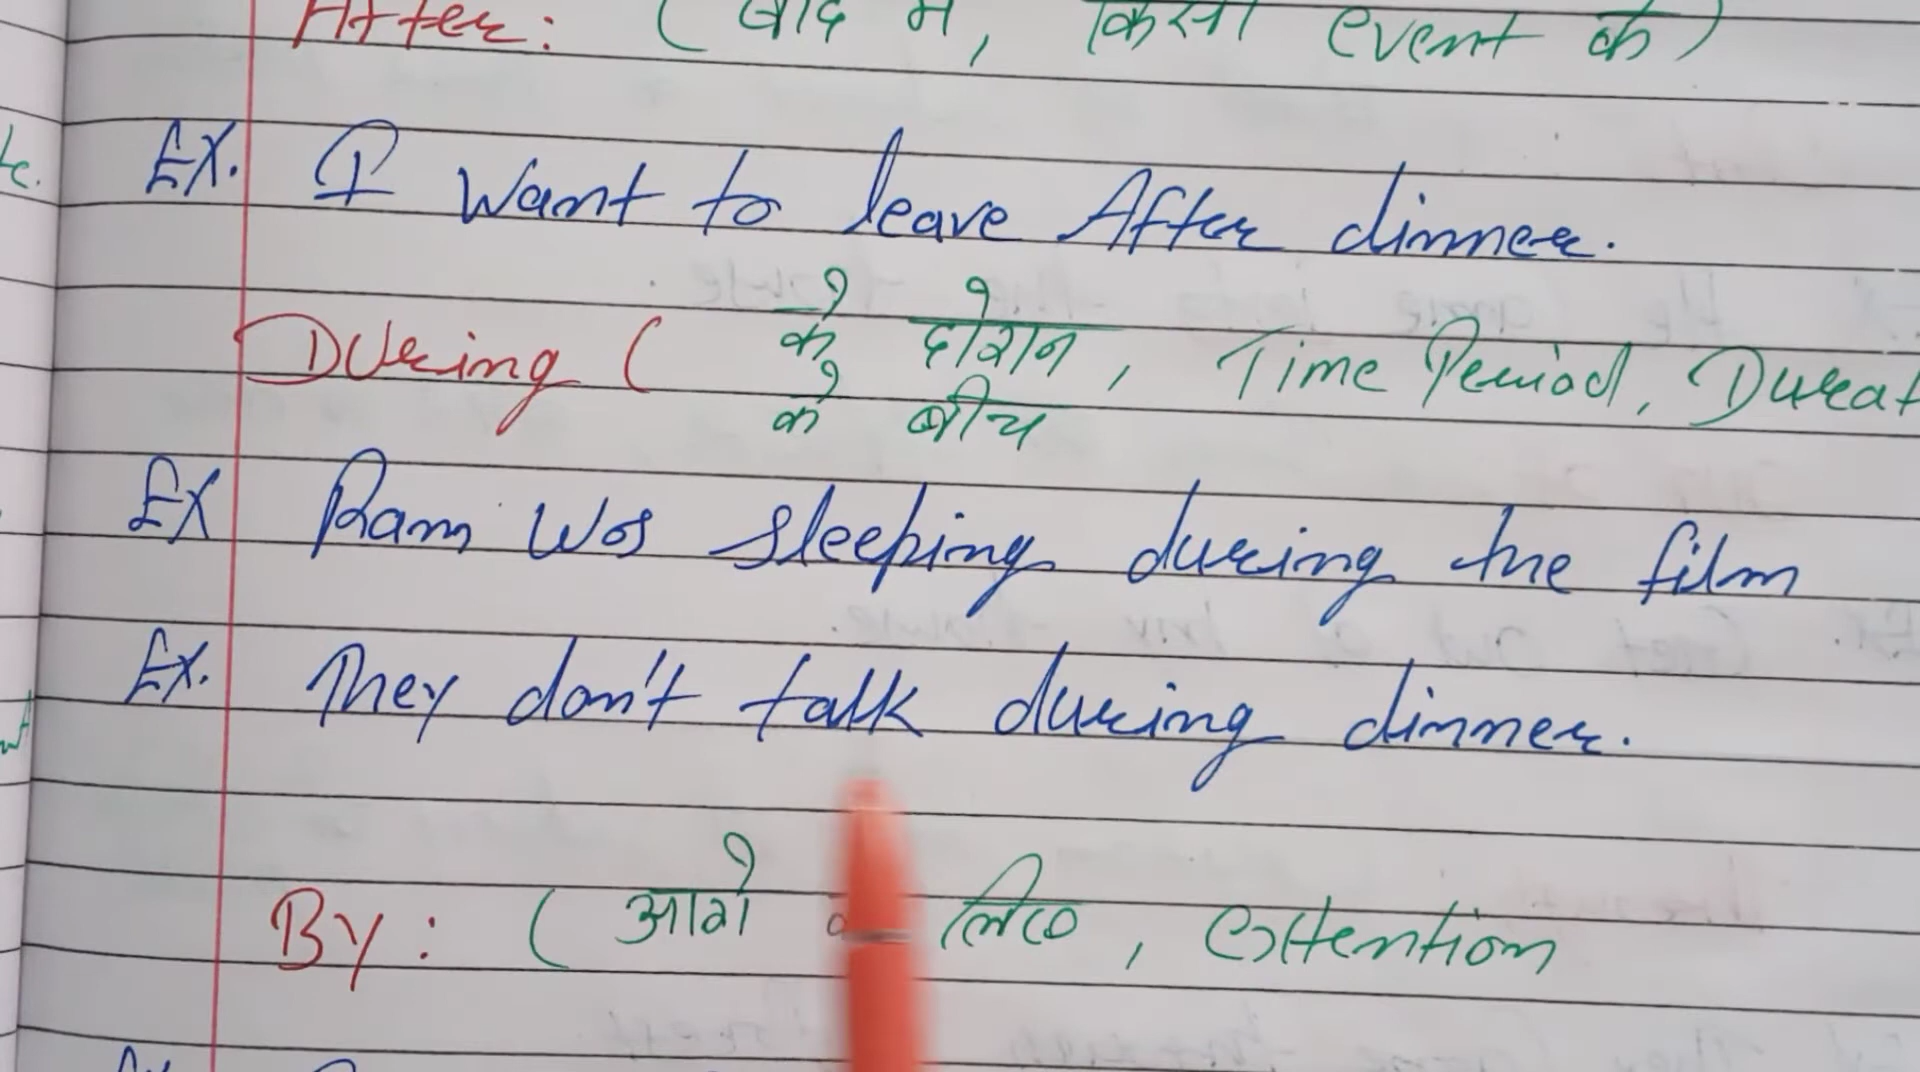 After: (बाद में, किसी event के)
Ex. I want to leave After dinner.
During ( के दौरान, Time Period, Durat
के बीच
Ex Ram was sleeping during the film
Ex. They don't talk during dinner.
By: ( आगे लिए, exttention